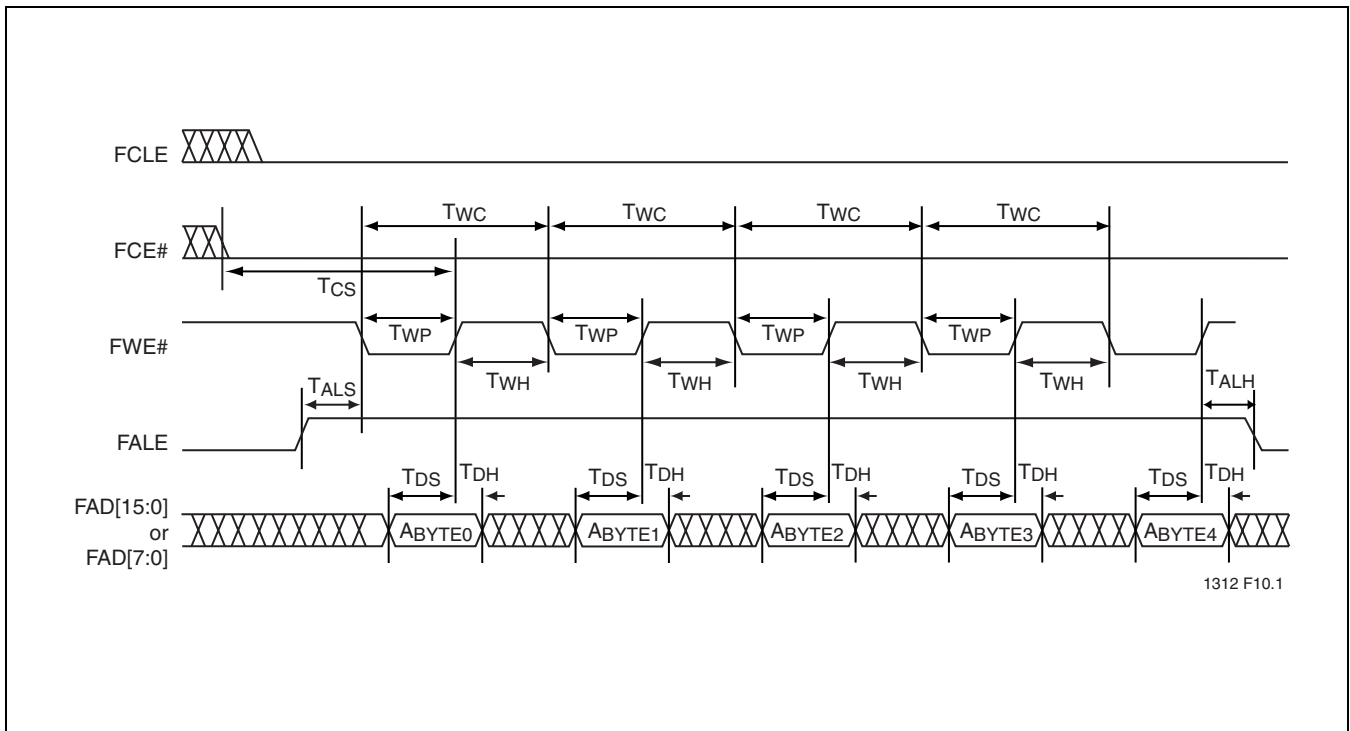 FCLE
TWC TWC TWC TWC
FCE#
TCS
TWP TWP TWP TWP
FWE#
TWH TWH TWH TWH
TALS TALH
FALE
TDS TDH TDS TDH TDS TDH TDS TDH TDS TDH
FAD[15:0]
or
FAD[7:0]
ABYTE0 ABYTE1 ABYTE2 ABYTE3 ABYTE4
1312 F10.1